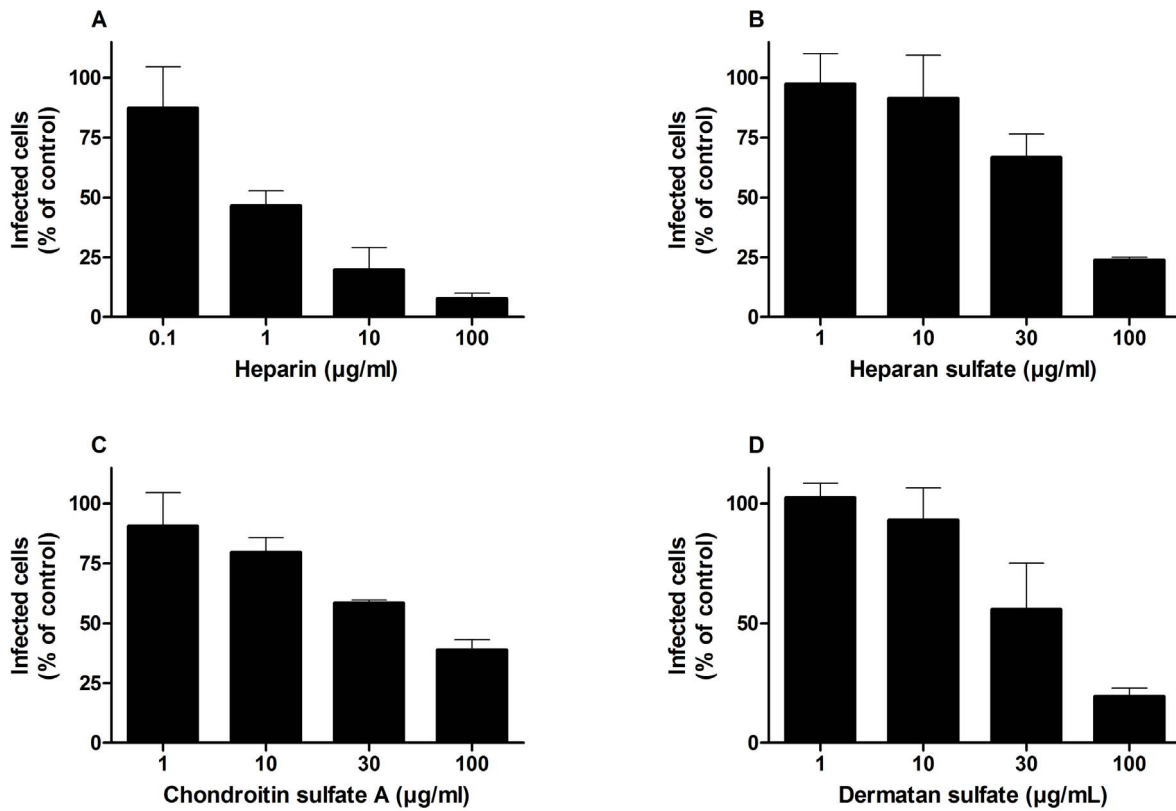 A
Infected cells
(% of control)
100
75
50
25
0
0.1 1 10 100
Heparin (µg/ml)
B
Infected cells
(% of control)
100
75
50
25
0
1 10 30 100
Heparan sulfate (µg/ml)
C
Infected cells
(% of control)
100
75
50
25
0
1 10 30 100
Chondroitin sulfate A (µg/ml)
D
Infected cells
(% of control)
100
50
25
0
1 10 30 100
Dermatan sulfate (µg/mL)